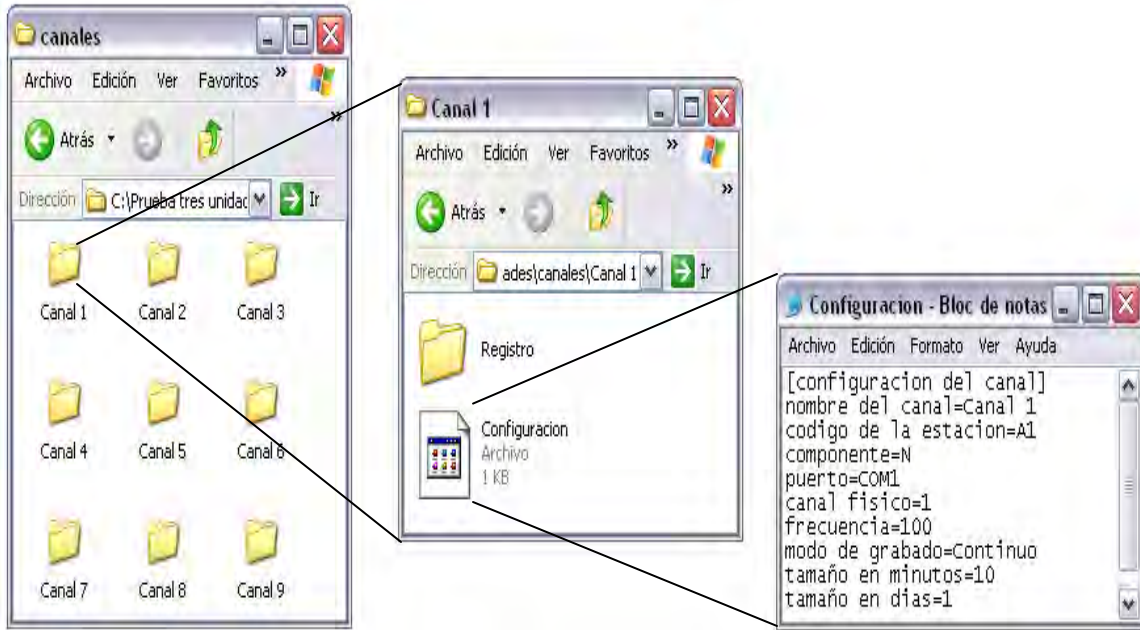 canales
Archivo Edición Ver Favoritos »
Atrás »
Dirección C:\Prueba tres unidac Ir
Canal 1 Canal 2 Canal 3
Canal 4 Canal 5 Canal 6
Canal 7 Canal 8 Canal 9
Canal 1
Archivo Edición Ver Favoritos »
Atrás »
Dirección ades\canales\Canal 1 Ir
Registro
Configuracion
Archivo
1 KB
Configuracion - Bloc de notas
Archivo Edición Formato Ver Ayuda
[configuracion del canal]
nombre del canal=Canal 1
codigo de la estacion=A1
componente=N
puerto=COM1
canal fisico=1
frecuencia=100
modo de grabado=Continuo
tamaño en minutos=10
tamaño en dias=1